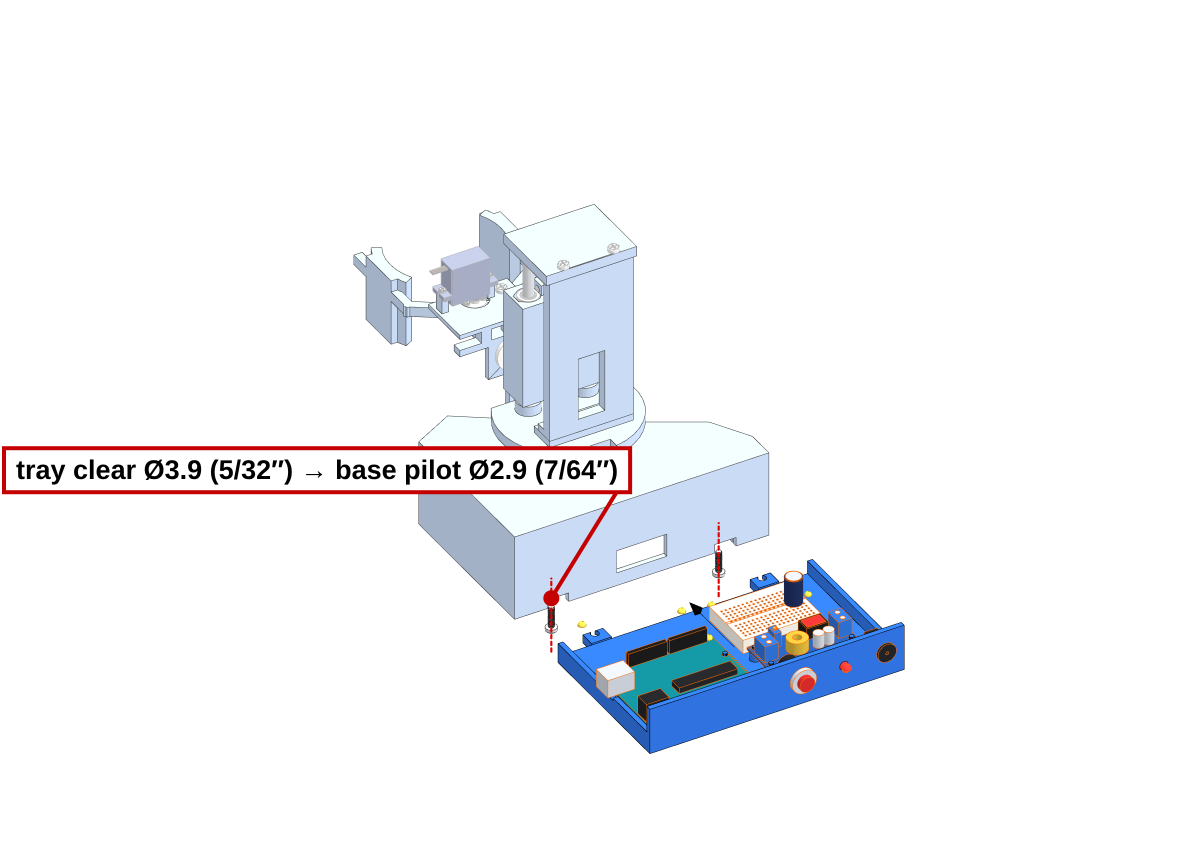 tray clear Ø3.9 (5/32″) → base pilot Ø2.9 (7/64″)